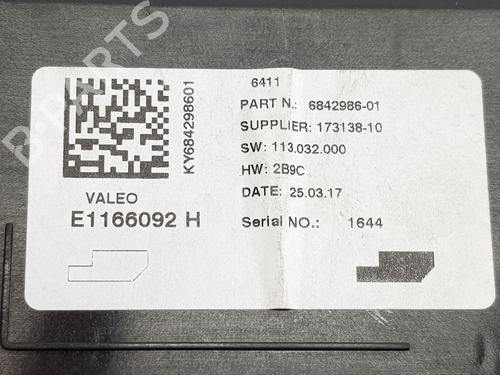 6411
PART N.: 6842986-01
SUPPLIER: 173138-10
SW: 113.032.000
HW: 2B9C
DATE: 25.03.17
Serial NO.: 1644
KY684298601
VALEO
E1166092 H
B-PARTS